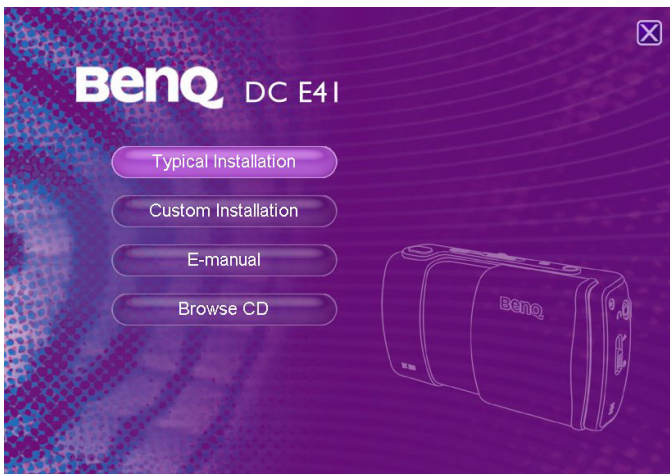 BenQ DC E41
Typical Installation
Custom Installation
E-manual
Browse CD
BenQ